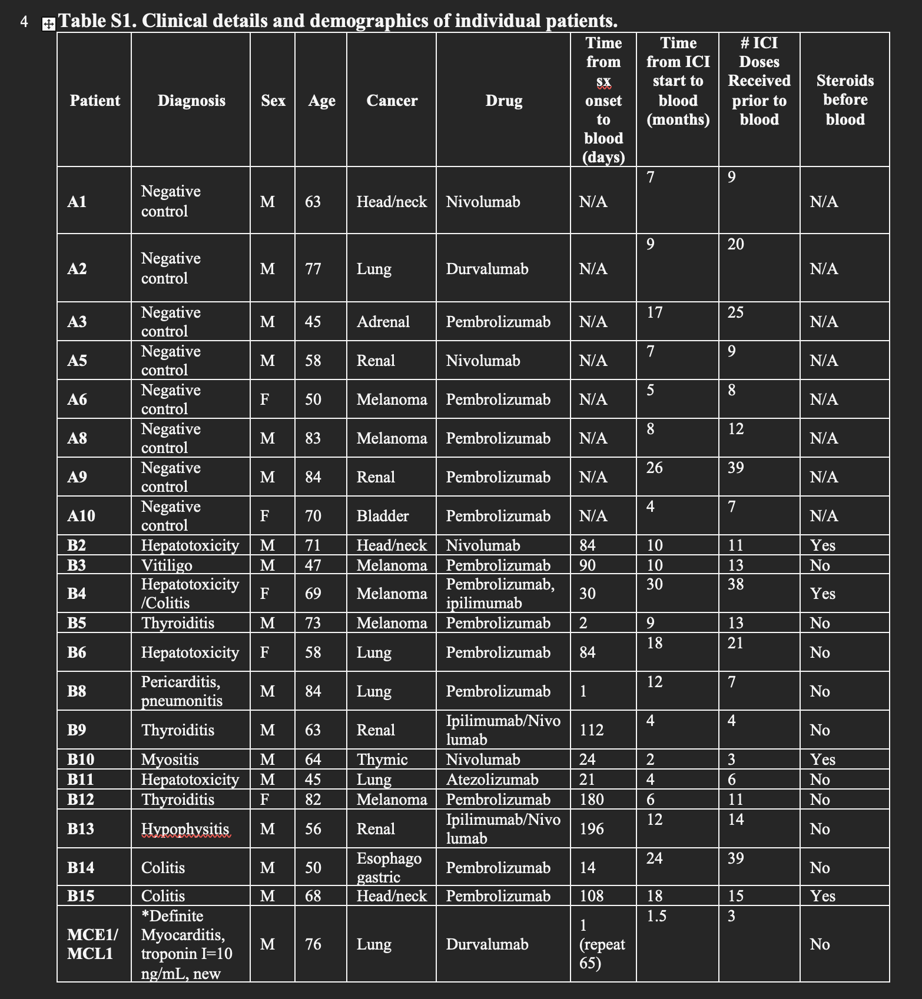 4 Table S1. Clinical details and demographics of individual patients.
Patient Diagnosis Sex Age Cancer Drug Time from sx onset to blood (days) Time from ICI start to blood (months) # ICI Doses Received prior to blood Steroids before blood
A1 Negative control M 63 Head/neck Nivolumab N/A 7 9 N/A
A2 Negative control M 77 Lung Durvalumab N/A 9 20 N/A
A3 Negative control M 45 Adrenal Pembrolizumab N/A 17 25 N/A
A5 Negative control M 58 Renal Nivolumab N/A 7 9 N/A
A6 Negative control F 50 Melanoma Pembrolizumab N/A 5 8 N/A
A8 Negative control M 83 Melanoma Pembrolizumab N/A 8 12 N/A
A9 Negative control M 84 Renal Pembrolizumab N/A 26 39 N/A
A10 Negative control F 70 Bladder Pembrolizumab N/A 4 7 N/A
B2 Hepatotoxicity M 71 Head/neck Nivolumab 84 10 11 Yes
B3 Vitiligo M 47 Melanoma Pembrolizumab 90 10 13 No
B4 Hepatotoxicity /Colitis F 69 Melanoma Pembrolizumab, ipilimumab 30 30 38 Yes
B5 Thyroiditis M 73 Melanoma Pembrolizumab 2 9 13 No
B6 Hepatotoxicity F 58 Lung Pembrolizumab 84 18 21 No
B8 Pericarditis, pneumonitis M 84 Lung Pembrolizumab 1 12 7 No
B9 Thyroiditis M 63 Renal Ipilimumab/Nivo lumab 112 4 4 No
B10 Myositis M 64 Thymic Nivolumab 24 2 3 Yes
B11 Hepatotoxicity M 45 Lung Atezolizumab 21 4 6 No
B12 Thyroiditis F 82 Melanoma Pembrolizumab 180 6 11 No
B13 Hypophysitis M 56 Renal Ipilimumab/Nivo lumab 196 12 14 No
B14 Colitis M 50 Esophago gastric Pembrolizumab 14 24 39 No
B15 Colitis M 68 Head/neck Pembrolizumab 108 18 15 Yes
MCE1/ MCL1 *Definite Myocarditis, troponin I=10 ng/mL, new M 76 Lung Durvalumab 1 (repeat 65) 1.5 3 No